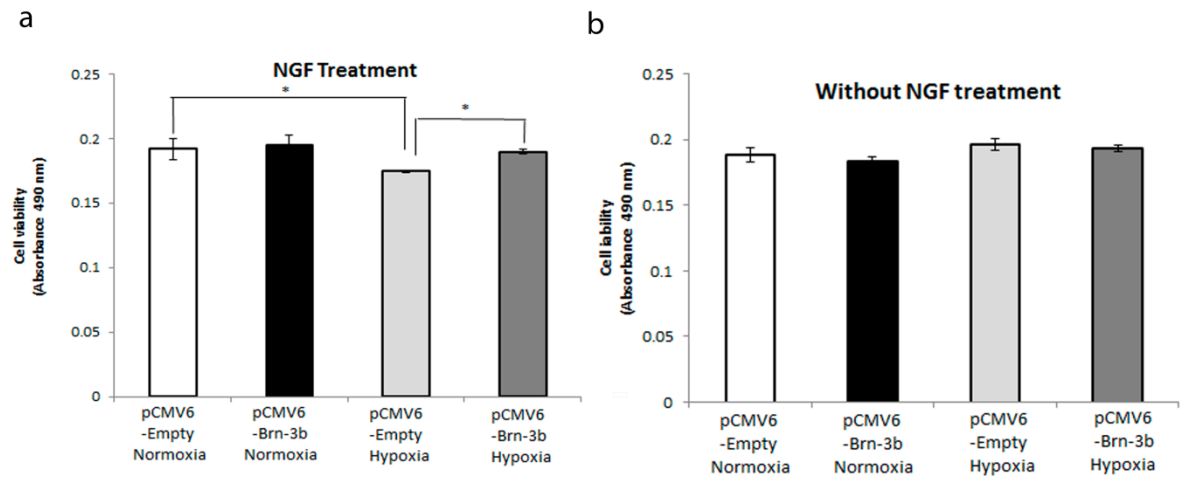 a
NGF Treatment
Cell viability
(Absorbance 490 nm)
0.25
0.2
0.15
0.1
0.05
0
*
*
pCMV6
-Empty
Normoxia
pCMV6
-Brn-3b
Normoxia
pCMV6
-Empty
Hypoxia
pCMV6
-Brn-3b
Hypoxia
b
Without NGF treatment
Cell iability
(Absorbance 490 nm)
0.25
0.2
0.15
0.1
0.05
0
pCMV6
-Empty
Normoxia
pCMV6
-Brn-3b
Normoxia
pCMV6
-Empty
Hypoxia
pCMV6
-Brn-3b
Hypoxia